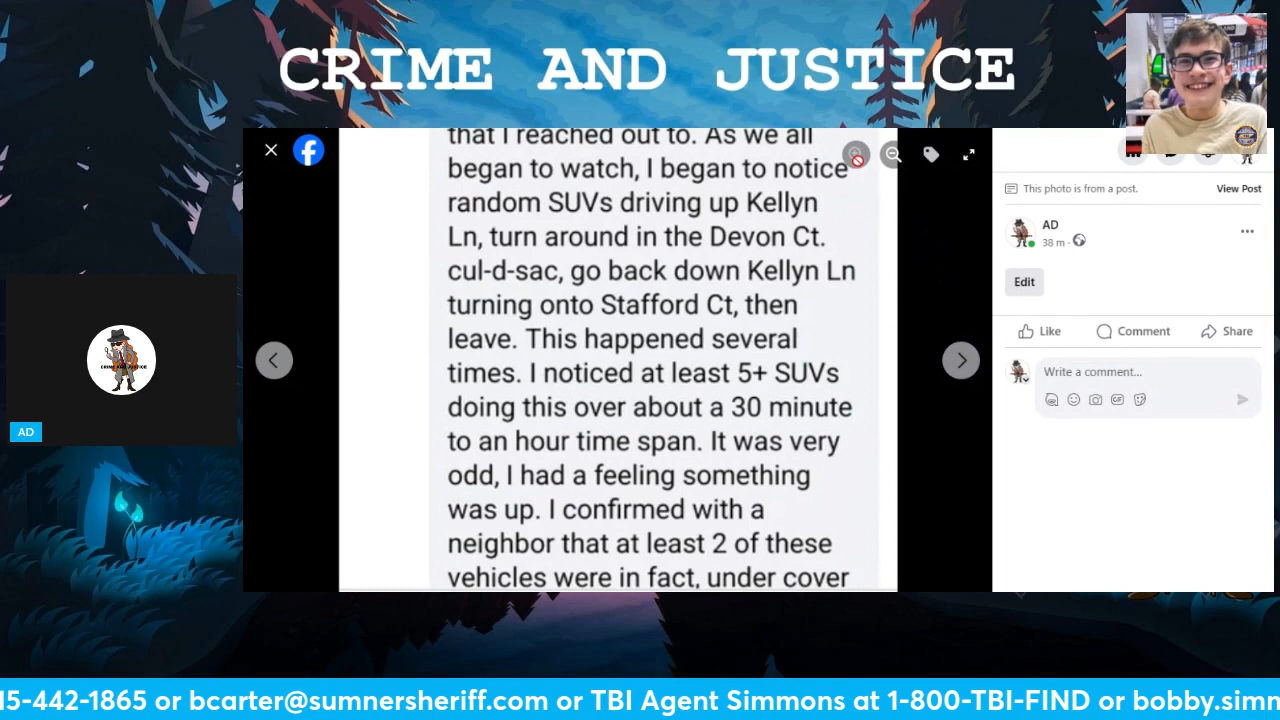 CRIME AND JUSTICE
that I reached out to. As we all
began to watch, I began to notice
random SUVs driving up Kellyn
Ln, turn around in the Devon Ct.
cul-d-sac, go back down Kellyn Ln
turning onto Stafford Ct, then
leave. This happened several
times. I noticed at least 5+ SUVs
doing this over about a 30 minute
to an hour time span. It was very
odd, I had a feeling something
was up. I confirmed with a
neighbor that at least 2 of these
vehicles were in fact, under cover
This photo is from a post.
View Post
AD
38 m
Edit
Like
Comment
Share
Write a comment...
GIF
CRIME AND JUSTICE
AD
15-442-1865 or bcarter@sumnersheriff.com or TBI Agent Simmons at 1-800-TBI-FIND or bobby.simm